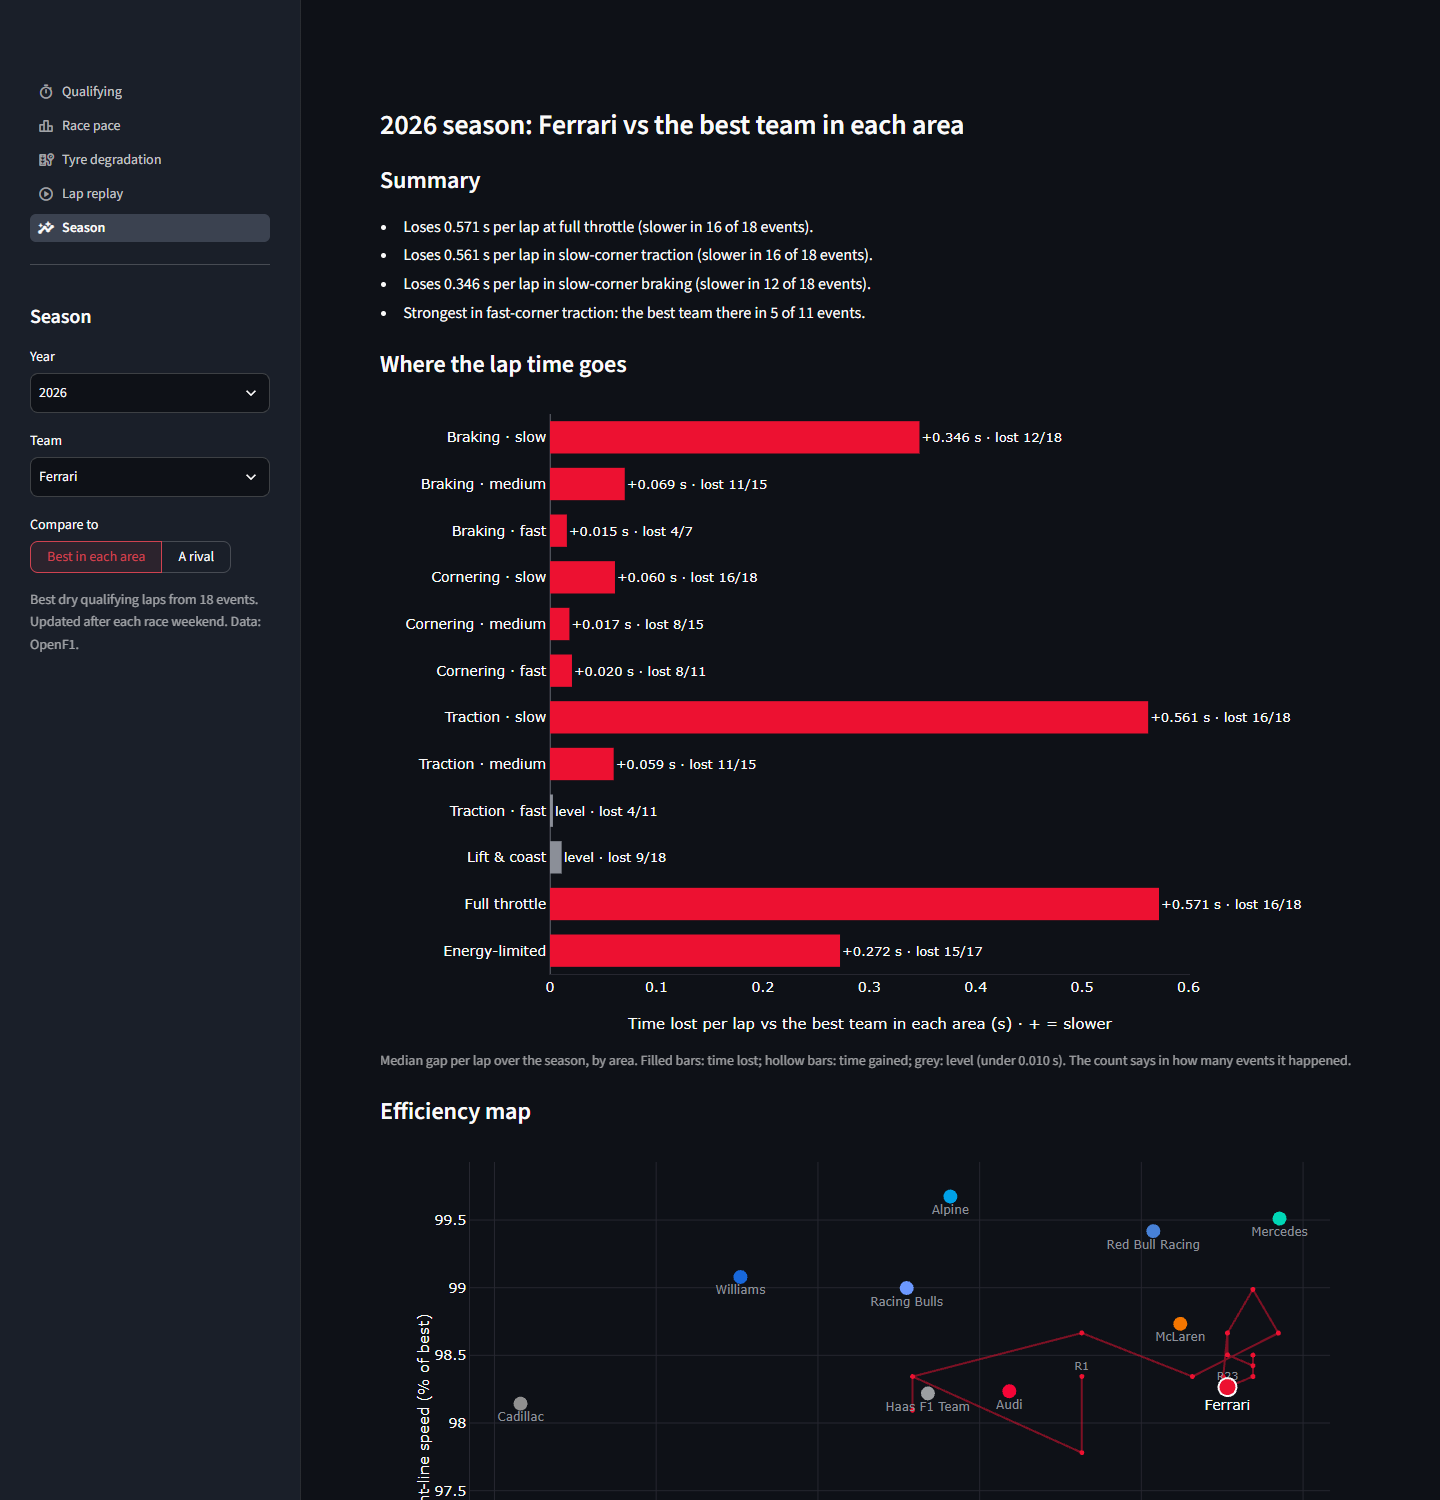 Qualifying
Race pace
Tyre degradation
Lap replay
Season
Season
Year
2026
Team
Ferrari
Compare to
Best in each area
A rival
Best dry qualifying laps from 18 events.
Updated after each race weekend. Data:
OpenF1.
2026 season: Ferrari vs the best team in each area
Summary
• Loses 0.571 s per lap at full throttle (slower in 16 of 18 events).
• Loses 0.561 s per lap in slow-corner traction (slower in 16 of 18 events).
• Loses 0.346 s per lap in slow-corner braking (slower in 12 of 18 events).
• Strongest in fast-corner traction: the best team there in 5 of 11 events.
Where the lap time goes
Braking · slow +0.346 s · lost 12/18
Braking · medium +0.069 s · lost 11/15
Braking · fast +0.015 s · lost 4/7
Cornering · slow +0.060 s · lost 16/18
Cornering · medium +0.017 s · lost 8/15
Cornering · fast +0.020 s · lost 8/11
Traction · slow +0.561 s · lost 16/18
Traction · medium +0.059 s · lost 11/15
Traction · fast level · lost 4/11
Lift & coast level · lost 9/18
Full throttle +0.571 s · lost 16/18
Energy-limited +0.272 s · lost 15/17
0 0.1 0.2 0.3 0.4 0.5 0.6
Time lost per lap vs the best team in each area (s) · + = slower
Median gap per lap over the season, by area. Filled bars: time lost; hollow bars: time gained; grey: level (under 0.010 s). The count says in how many events it happened.
Efficiency map
Alpine
99.5
Mercedes
Red Bull Racing
99
Williams
Racing Bulls
McLaren
98.5
R1
R23
Haas F1 Team
Audi
Ferrari
Cadillac
98
97.5
speed (% of best)